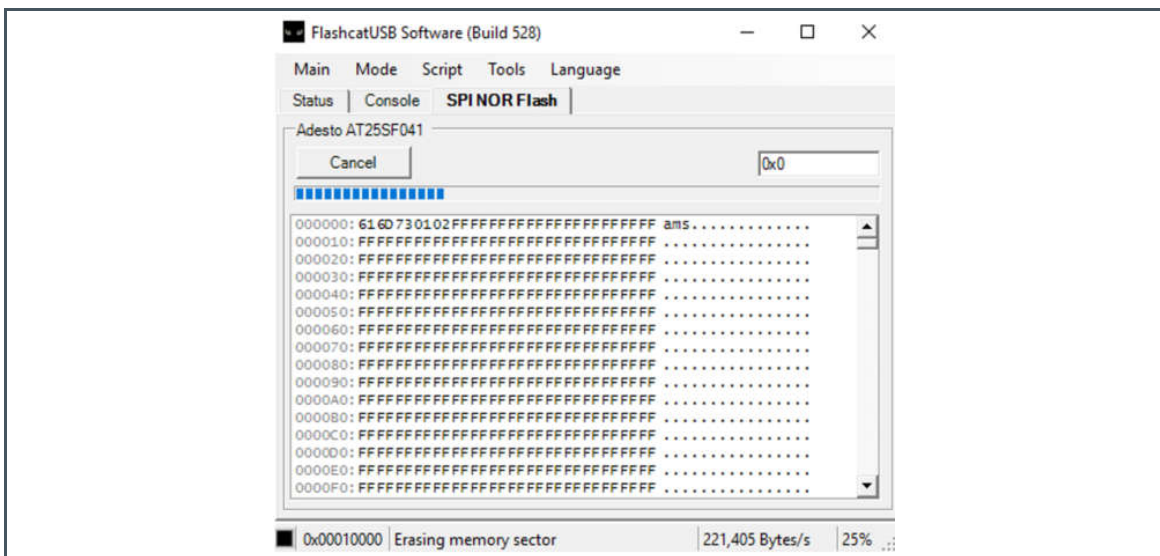 FlashcatUSB Software (Build 528)
Main Mode Script Tools Language
Status Console SPI NOR Flash
Adesto AT25SF041
Cancel 0x0
000000: 616D730102FFFFFFFFFFFFFFFFFFFFFF ams.............
000010: FFFFFFFFFFFFFFFFFFFFFFFFFFFFFFFF ................
000020: FFFFFFFFFFFFFFFFFFFFFFFFFFFFFFFF ................
000030: FFFFFFFFFFFFFFFFFFFFFFFFFFFFFFFF ................
000040: FFFFFFFFFFFFFFFFFFFFFFFFFFFFFFFF ................
000050: FFFFFFFFFFFFFFFFFFFFFFFFFFFFFFFF ................
000060: FFFFFFFFFFFFFFFFFFFFFFFFFFFFFFFF ................
000070: FFFFFFFFFFFFFFFFFFFFFFFFFFFFFFFF ................
000080: FFFFFFFFFFFFFFFFFFFFFFFFFFFFFFFF ................
000090: FFFFFFFFFFFFFFFFFFFFFFFFFFFFFFFF ................
0000A0: FFFFFFFFFFFFFFFFFFFFFFFFFFFFFFFF ................
0000B0: FFFFFFFFFFFFFFFFFFFFFFFFFFFFFFFF ................
0000C0: FFFFFFFFFFFFFFFFFFFFFFFFFFFFFFFF ................
0000D0: FFFFFFFFFFFFFFFFFFFFFFFFFFFFFFFF ................
0000E0: FFFFFFFFFFFFFFFFFFFFFFFFFFFFFFFF ................
0000F0: FFFFFFFFFFFFFFFFFFFFFFFFFFFFFFFF ................
0x00010000 Erasing memory sector 221,405 Bytes/s 25%